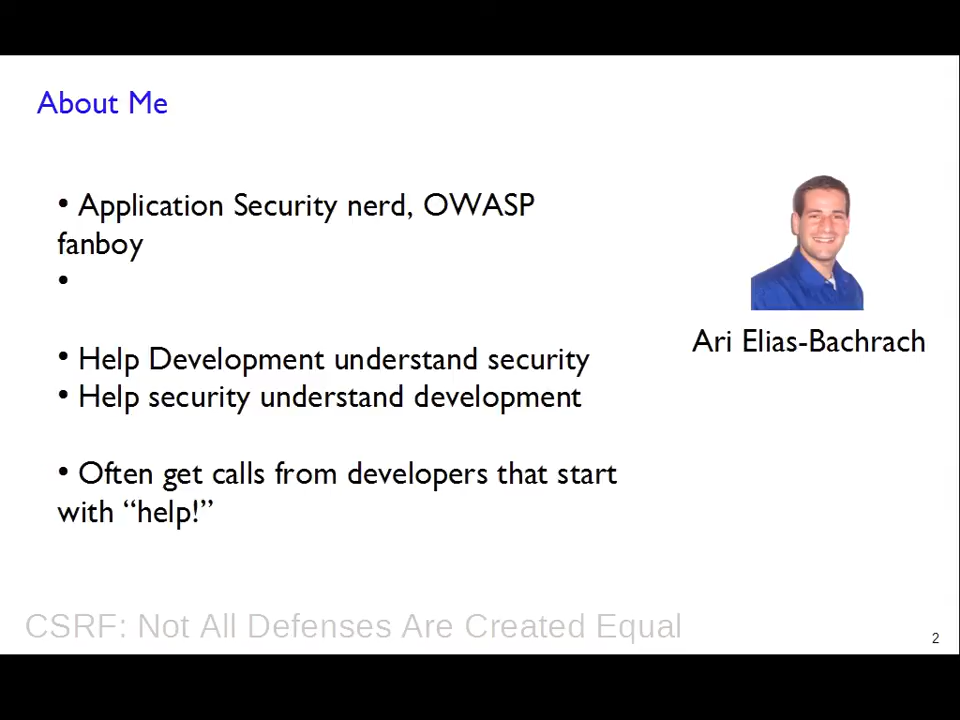 About Me
• Application Security nerd, OWASP
fanboy
•
• Help Development understand security
• Help security understand development
• Often get calls from developers that start
with “help!”
Ari Elias-Bachrach
CSRF: Not All Defenses Are Created Equal
2